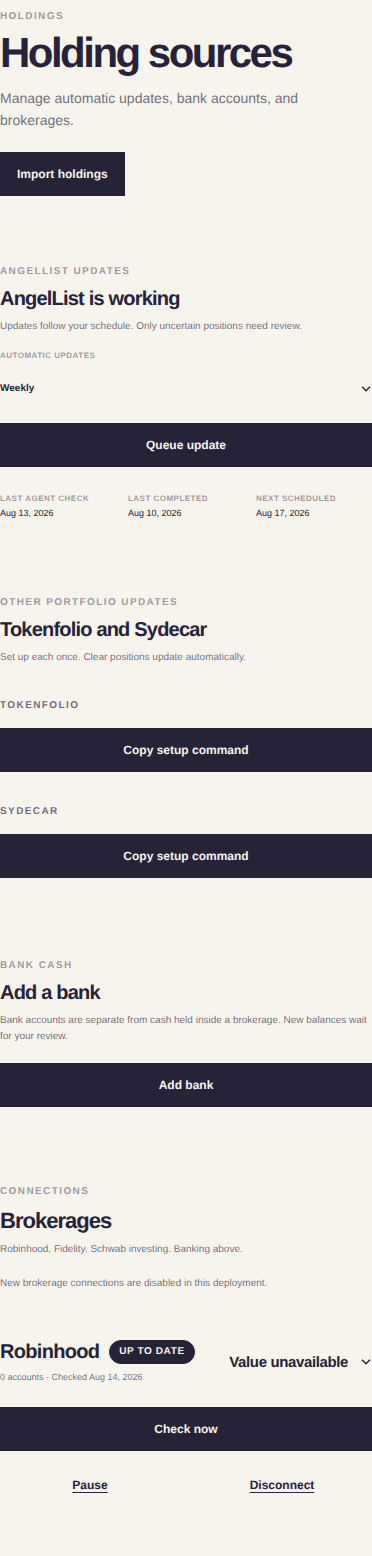 HOLDINGS
Holding sources
Manage automatic updates, bank accounts, and
brokerages.
Import holdings
ANGELLIST UPDATES
AngelList is working
Updates follow your schedule. Only uncertain positions need review.
AUTOMATIC UPDATES
Weekly
Queue update
LAST AGENT CHECK LAST COMPLETED NEXT SCHEDULED
Aug 13, 2026 Aug 10, 2026 Aug 17, 2026
OTHER PORTFOLIO UPDATES
Tokenfolio and Sydecar
Set up each once. Clear positions update automatically.
TOKENFOLIO
Copy setup command
SYDECAR
Copy setup command
BANK CASH
Add a bank
Bank accounts are separate from cash held inside a brokerage. New balances wait
for your review.
Add bank
CONNECTIONS
Brokerages
Robinhood, Fidelity, Schwab investing. Banking above.
New brokerage connections are disabled in this deployment.
Robinhood UP TO DATE Value unavailable
0 accounts · Checked Aug 14, 2026
Check now
Pause Disconnect